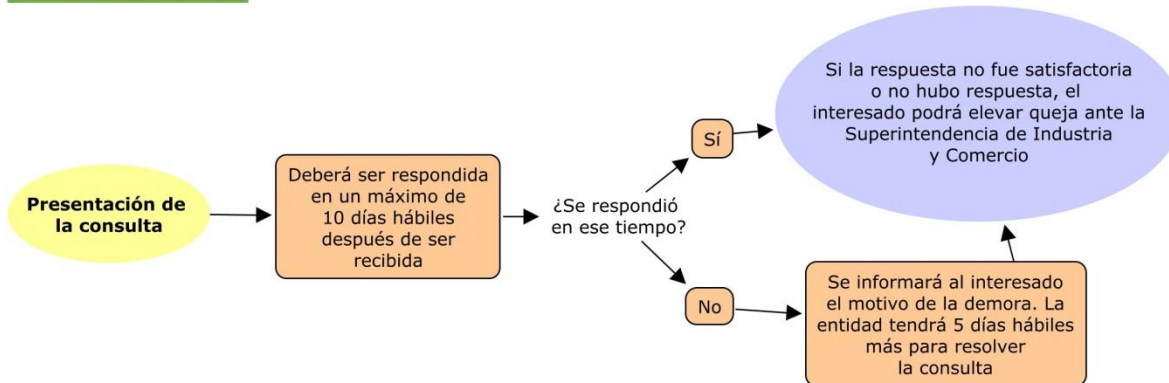 Presentación de
la consulta
Deberá ser respondida
en un máximo de
10 días hábiles
después de ser
recibida
¿Se respondió
en ese tiempo?
Sí
Si la respuesta no fue satisfactoria
o no hubo respuesta, el
interesado podrá elevar queja ante la
Superintendencia de Industria
y Comercio
No
Se informará al interesado
el motivo de la demora. La
entidad tendrá 5 días hábiles
más para resolver
la consulta